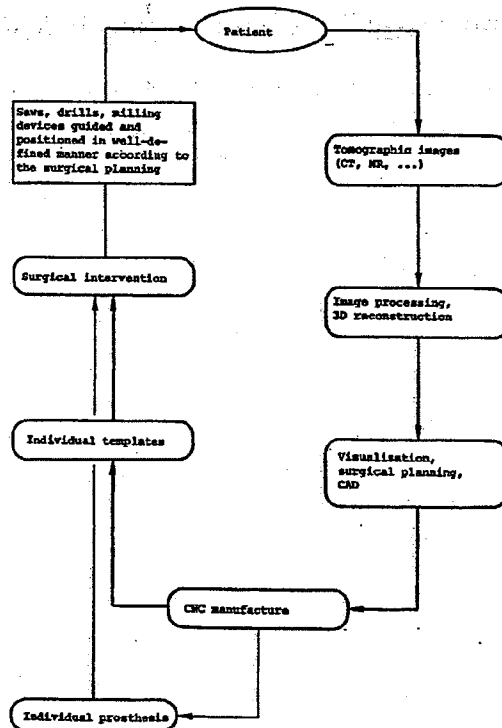 Patient
Saws, drills, milling
devices guided and
positioned in well-de-
fined manner according to
the surgical planning
Tomographic images
(CT, MR, ...)
Surgical intervention
Image processing,
3D reconstruction
Individual templates
Visualization,
surgical planning,
CAD
CNC manufacture
Individual prosthesis